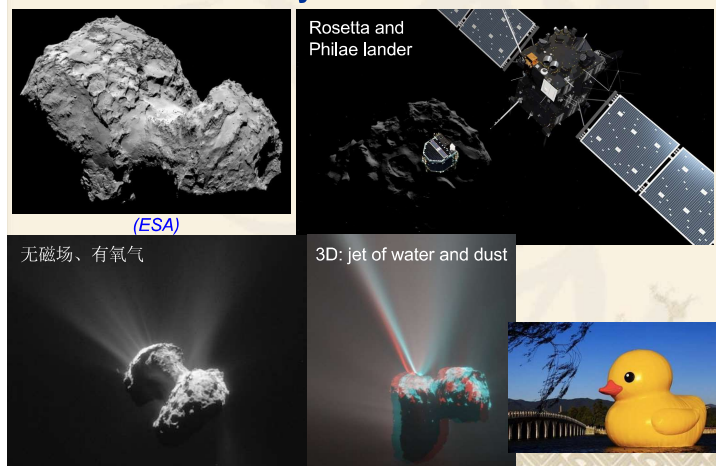 Rosetta and
Philae lander
(ESA)
无磁场、有氧气
3D: jet of water and dust